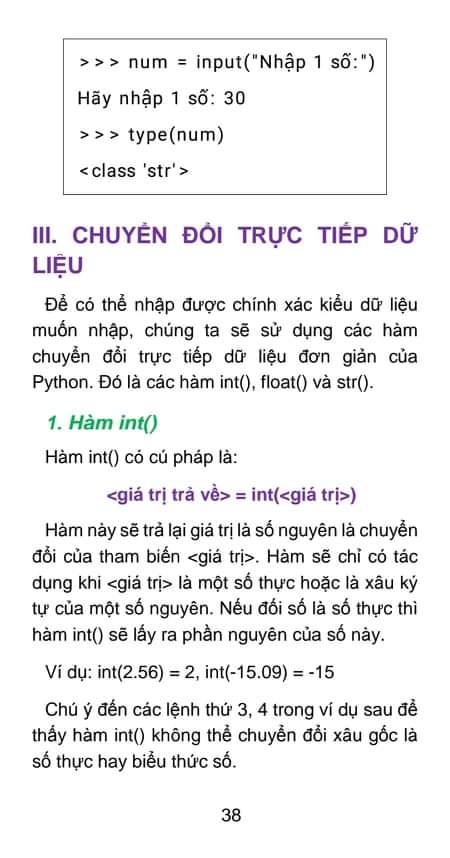 >>> num = input("Nhập 1 số:")
Hãy nhập 1 số: 30
>>> type(num)
<class 'str'>
III. CHUYỂN ĐỔI TRỰC TIẾP DỮ
LIỆU
Để có thể nhập được chính xác kiểu dữ liệu
muốn nhập, chúng ta sẽ sử dụng các hàm
chuyển đổi trực tiếp dữ liệu đơn giản của
Python. Đó là các hàm int(), float() và str().
1. Hàm int()
Hàm int() có cú pháp là:
<giá trị trả về> = int(<giá trị>)
Hàm này sẽ trả lại giá trị là số nguyên là chuyển
đổi của tham biến <giá trị>. Hàm sẽ chỉ có tác
dụng khi <giá trị> là một số thực hoặc là xâu ký
tự của một số nguyên. Nếu đối số là số thực thì
hàm int() sẽ lấy ra phần nguyên của số này.
Ví dụ: int(2.56) = 2, int(-15.09) = -15
Chú ý đến các lệnh thứ 3, 4 trong ví dụ sau để
thấy hàm int() không thể chuyển đổi xâu gốc là
số thực hay biểu thức số.
38